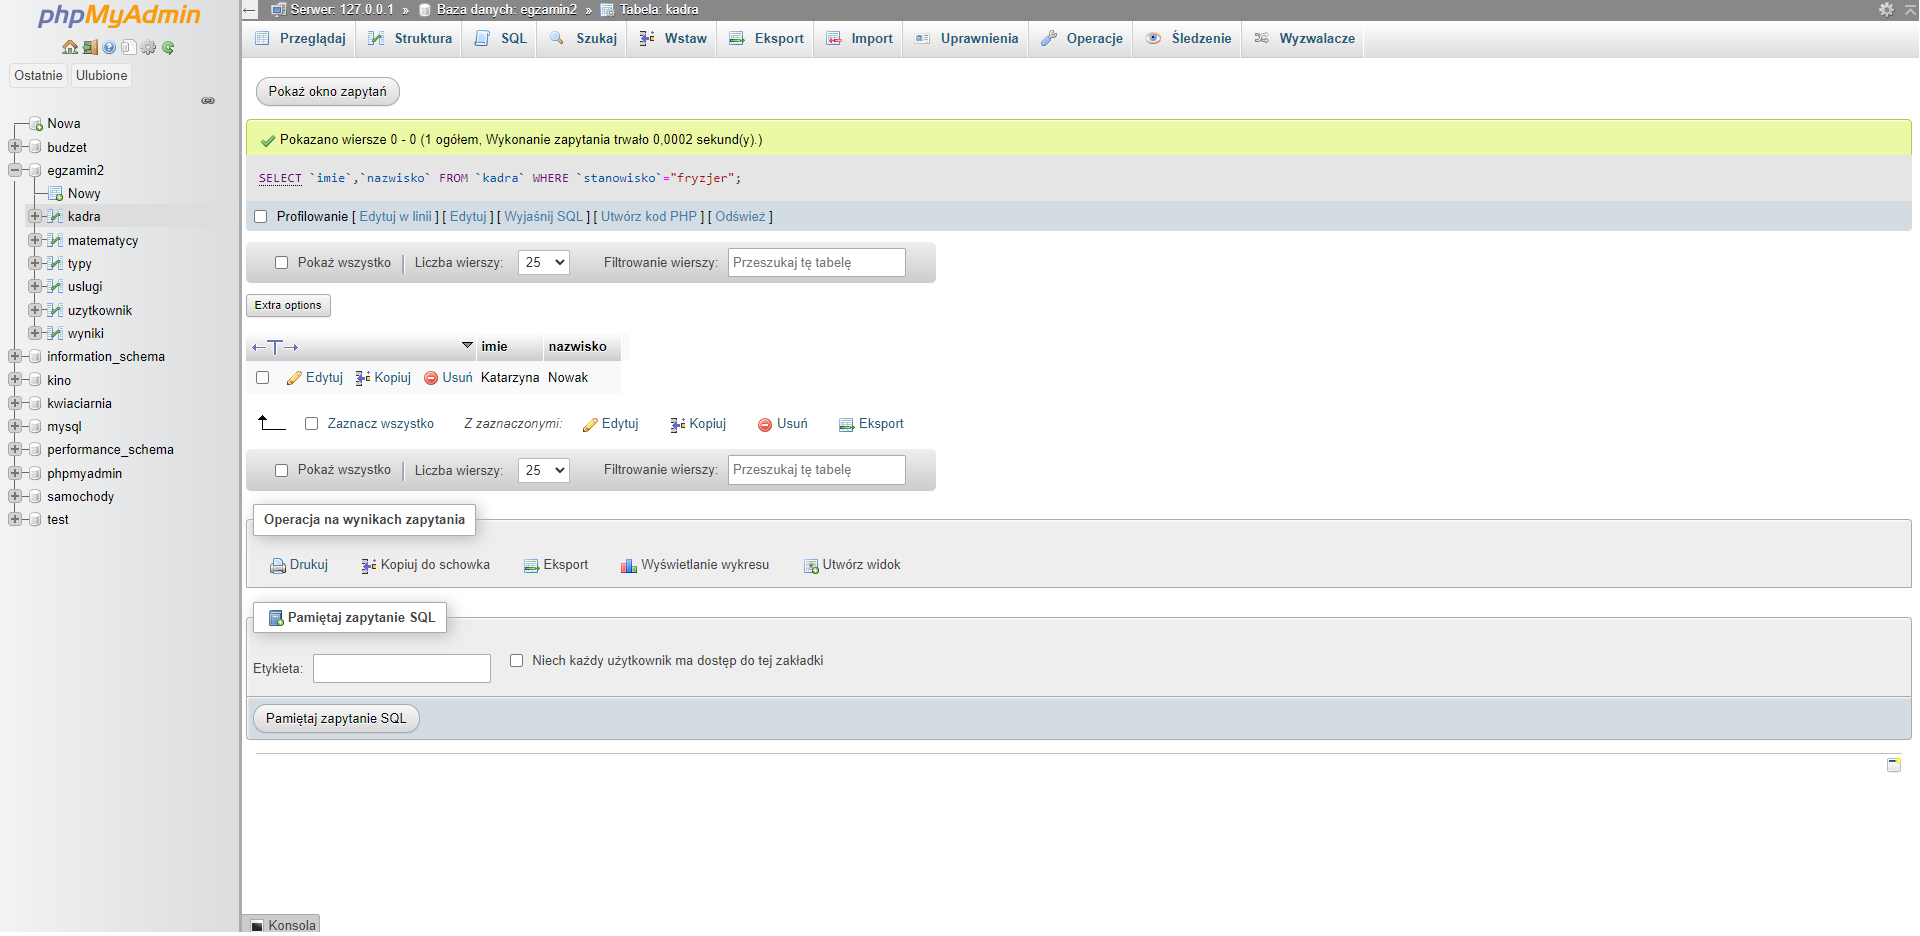 phpMyAdmin
Ostatnie Ulubione
Nowa
budzet
egzamin2
Nowy
kadra
matematycy
typy
uslugi
uzytkownik
wyniki
information_schema
kino
kwiaciarnia
mysql
performance_schema
phpmyadmin
samochody
test
Serwer: 127.0.0.1 » Baza danych: egzamin2 » Tabela: kadra
Przeglądaj Struktura SQL Szukaj Wstaw Eksport Import Uprawnienia Operacje Śledzenie Wyzwalacze
Pokaż okno zapytań
Pokazano wiersze 0 - 0 (1 ogółem, Wykonanie zapytania trwało 0,0002 sekund(y).)
SELECT `imie`,`nazwisko` FROM `kadra` WHERE `stanowisko`="fryzjer";
Profilowanie [ Edytuj w linii ] [ Edytuj ] [ Wyjaśnij SQL ] [ Utwórz kod PHP ] [ Odśwież ]
Pokaż wszystko Liczba wierszy: 25 Filtrowanie wierszy: Przeszukaj tę tabelę
Extra options
←T→ imie nazwisko
Edytuj Kopiuj Usuń Katarzyna Nowak
Zaznacz wszystko Z zaznaczonymi: Edytuj Kopiuj Usuń Eksport
Pokaż wszystko Liczba wierszy: 25 Filtrowanie wierszy: Przeszukaj tę tabelę
Operacja na wynikach zapytania
Drukuj Kopiuj do schowka Eksport Wyświetlanie wykresu Utwórz widok
Pamiętaj zapytanie SQL
Etykieta: Niech każdy użytkownik ma dostęp do tej zakładki
Pamiętaj zapytanie SQL
Konsola